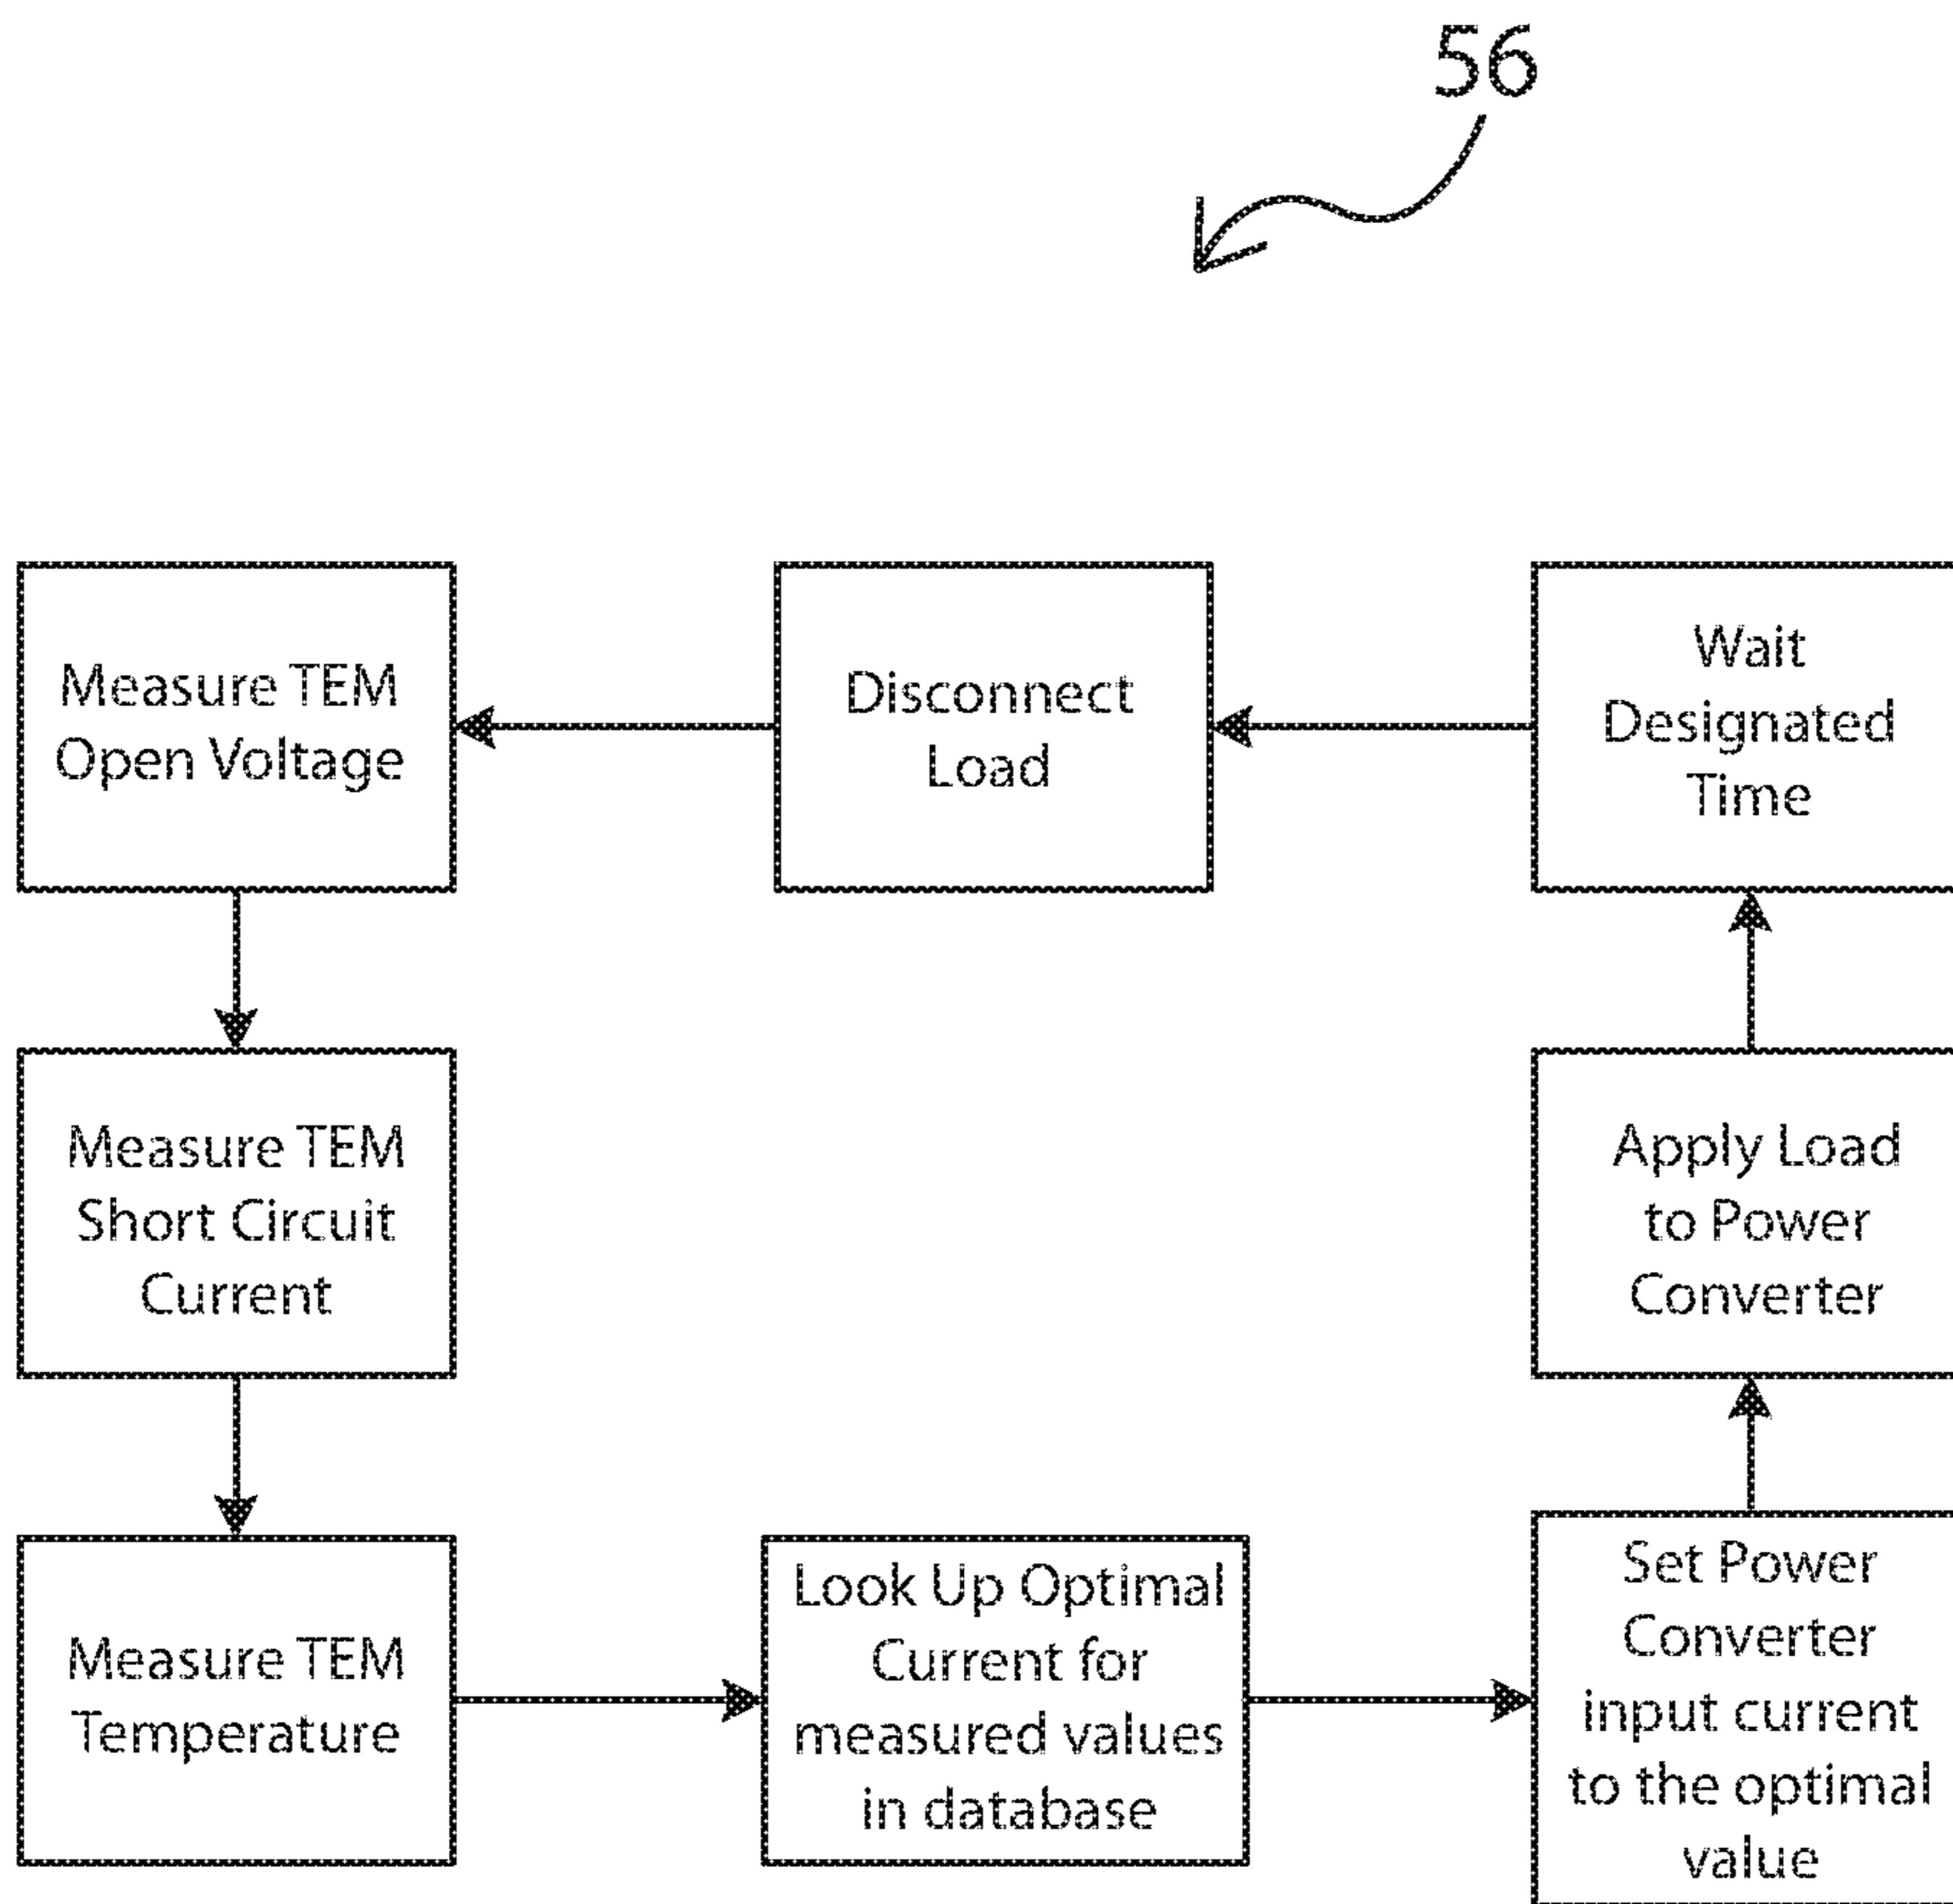 56
Measure TEM
Open Voltage
Disconnect
Load
Wait
Designated
Time
Measure TEM
Short Circuit
Current
Apply Load
to Power
Converter
Measure TEM
Temperature
Look Up Optimal
Current for
measured values
in database
Set Power
Converter
input current
to the optimal
value